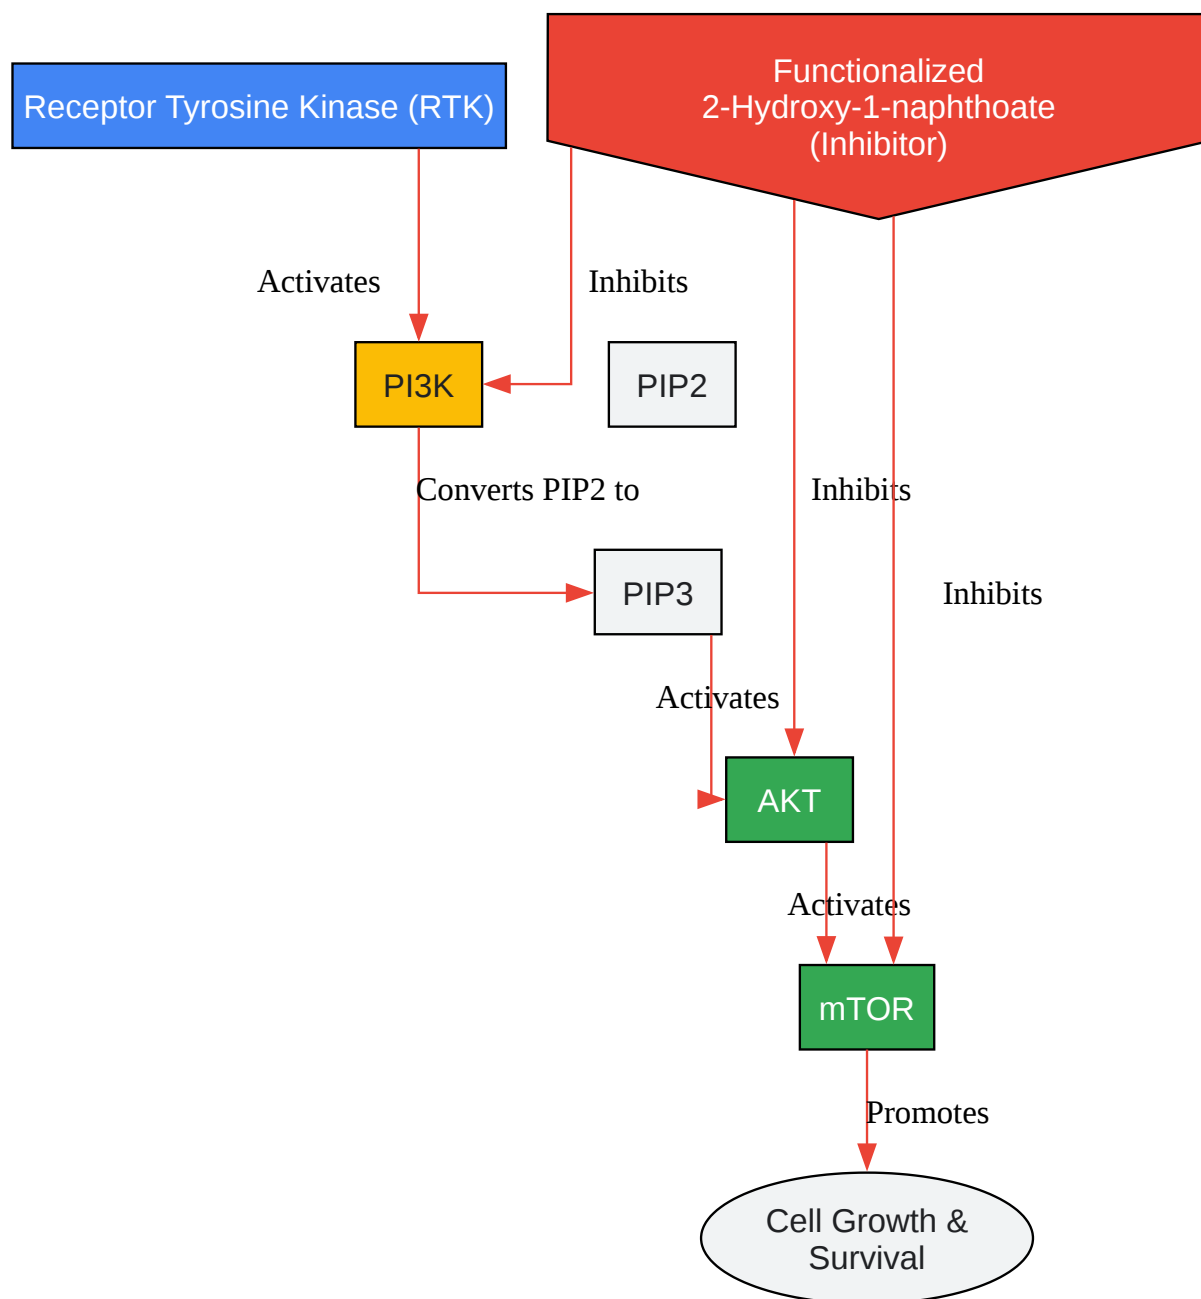 Receptor Tyrosine Kinase (RTK)
Functionalized
2-Hydroxy-1-naphthoate
(Inhibitor)
Activates
Inhibits
PI3K
PIP2
Converts PIP2 to
Inhibits
PIP3
Inhibits
Activates
AKT
Activates
mTOR
Promotes
Cell Growth &
Survival